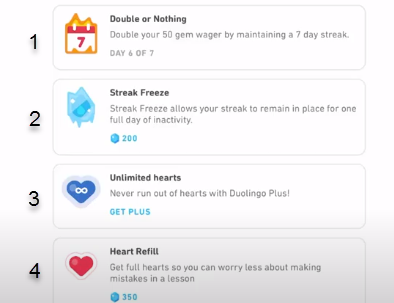 1
7
Double or Nothing
Double your 50 gem wager by maintaining a 7 day streak.
DAY 6 OF 7
2
Streak Freeze
Streak Freeze allows your streak to remain in place for one
full day of inactivity.
200
3
Unlimited hearts
Never run out of hearts with Duolingo Plus!
GET PLUS
4
Heart Refill
Get full hearts so you can worry less about making
mistakes in a lesson
350